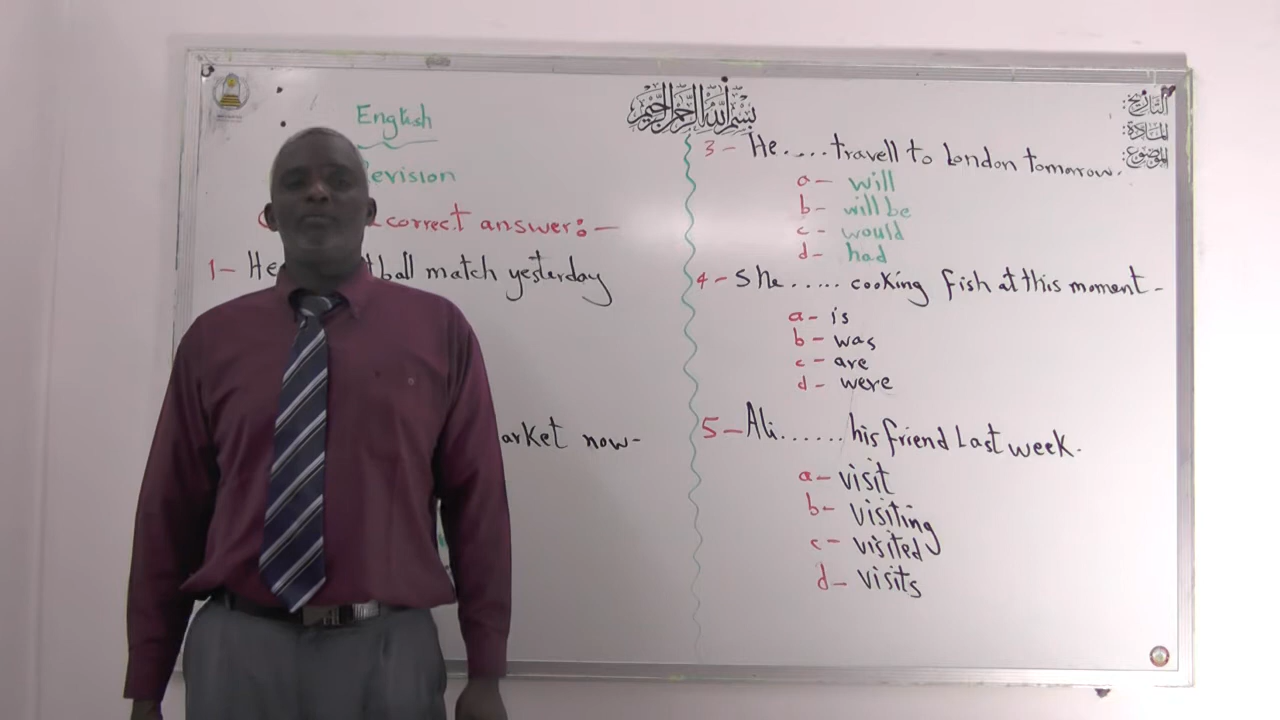 English
Revision
correct answer:-
1- He ball match yesterday
now-
بسم الله الرحمن الرحيم
التاريخ:
المادة:
الموضوع:
3- He.....travell to London tomorrow.
a- will
b- will be
c- would
d- had
4- She...... cooking fish at this moment-
a- is
b- was
c- are
d- were
5- Ali....... his friend Last week.
a- visit
b- visiting
c- visited
d- visits